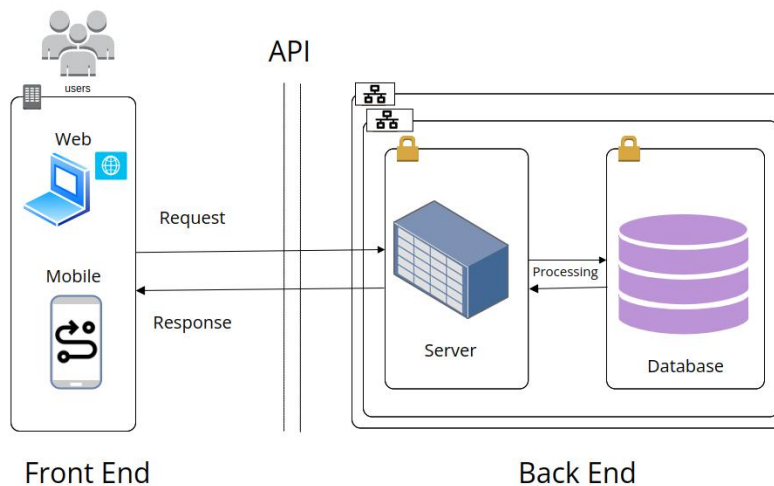 users
API
Web
Request
Mobile
Response
Processing
Server
Database
Front End
Back End